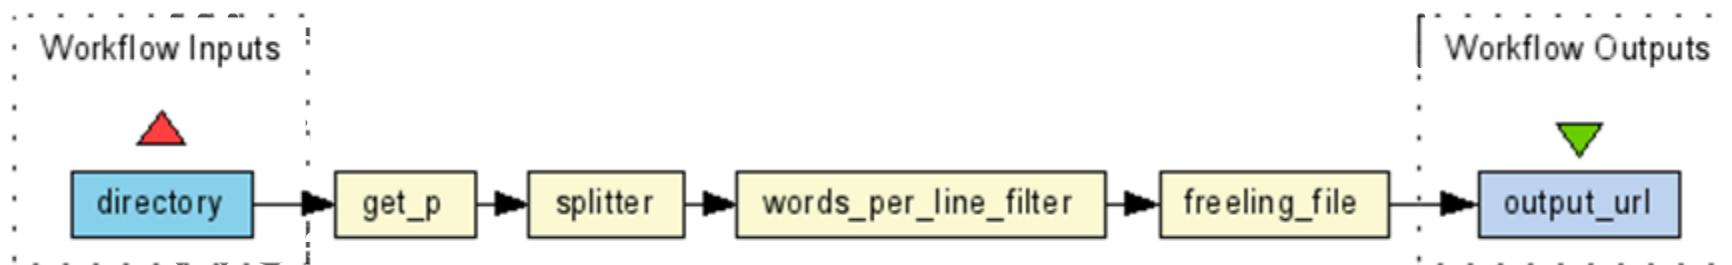 Workflow Inputs
Workflow Outputs
directory
get_p
splitter
words_per_line_filter
freeling_file
output_url